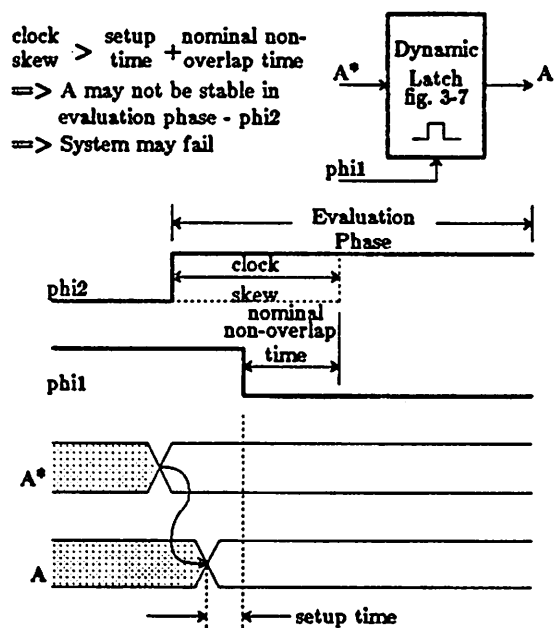 clock skew > setup time + nominal non-overlap time
=> A may not be stable in
evaluation phase - phi2
=> System may fail
Dynamic
Latch
fig. 3-7
A*
A
phi1
Evaluation
Phase
clock
skew
phi2
nominal
non-overlap
time
phi1
A*
A
setup time